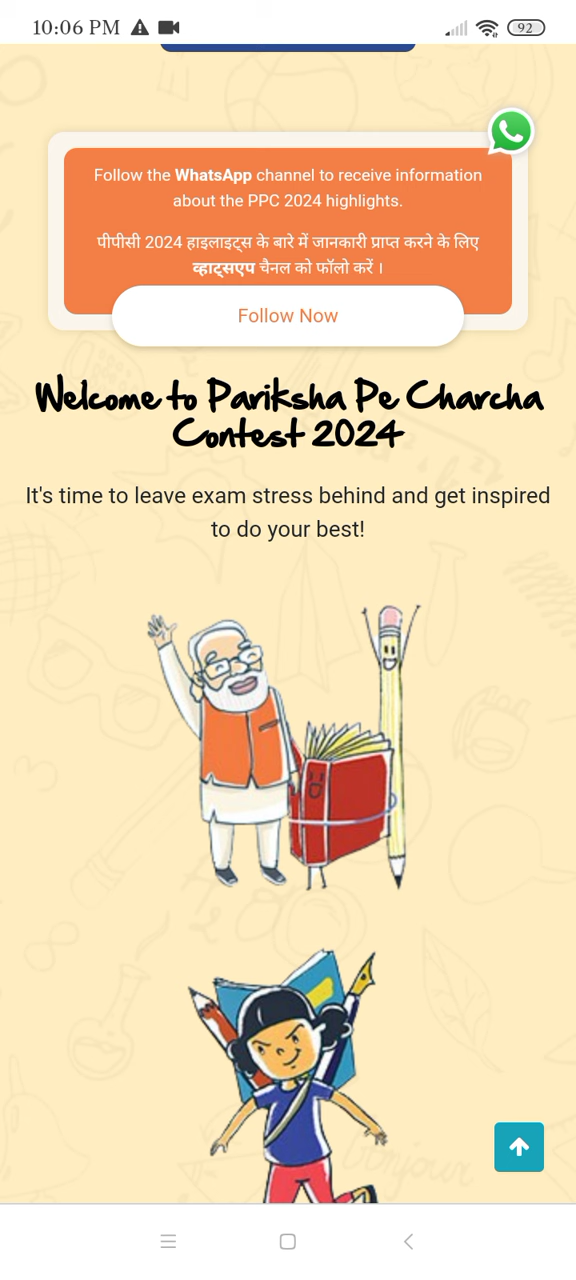 10:06 PM
92
Follow the WhatsApp channel to receive information
about the PPC 2024 highlights.
पीपीसी 2024 हाइलाइट्स के बारे में जानकारी प्राप्त करने के लिए
व्हाट्सएप चैनल को फॉलो करें ।
Follow Now
Welcome to Pariksha Pe Charcha
Contest 2024
It's time to leave exam stress behind and get inspired
to do your best!
bonjour